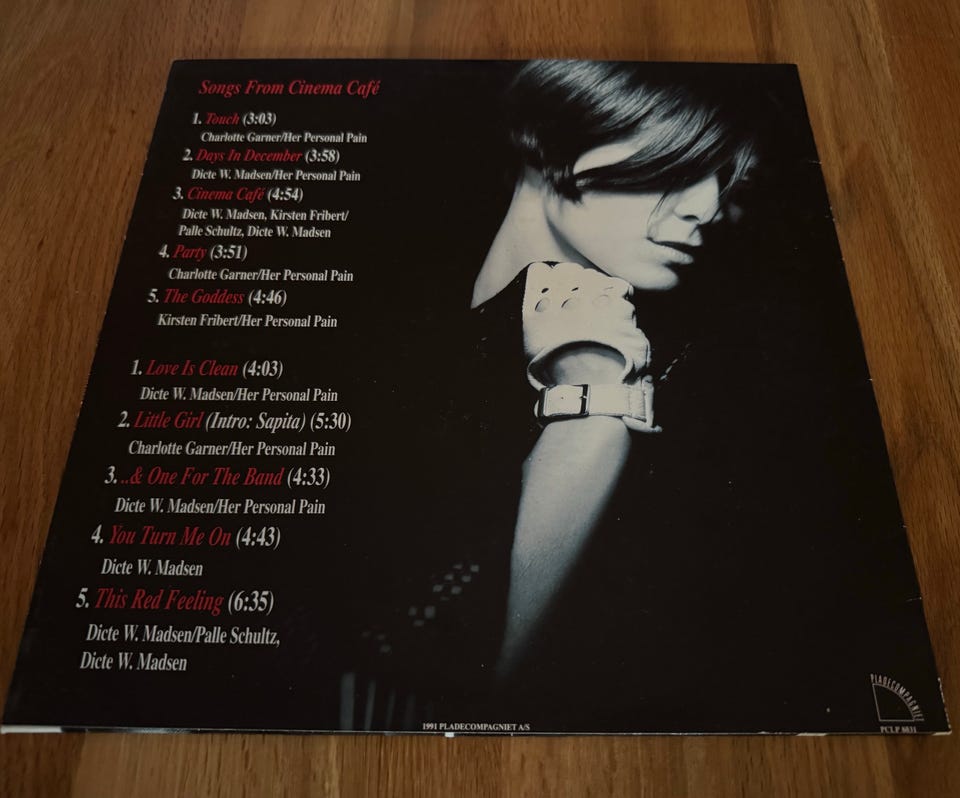 Songs From Cinema Café
1. Touch (3:03)
Charlotte Garner/Her Personal Pain
2. Days In December (3:58)
Dicte W. Madsen/Her Personal Pain
3. Cinema Café (4:54)
Dicte W. Madsen, Kirsten Fribert/
Palle Schultz, Dicte W. Madsen
4. Party (3:51)
Charlotte Garner/Her Personal Pain
5. The Goddess (4:46)
Kirsten Fribert/Her Personal Pain
1. Love Is Clean (4:03)
Dicte W. Madsen/Her Personal Pain
2. Little Girl (Intro: Sapita) (5:30)
Charlotte Garner/Her Personal Pain
3. ..& One For The Band (4:33)
Dicte W. Madsen/Her Personal Pain
4. You Turn Me On (4:43)
Dicte W. Madsen
5. This Red Feeling (6:35)
Dicte W. Madsen/Palle Schultz,
Dicte W. Madsen
1991 PLADECOMPAGNIET A/S
PLADECOMPAGNIET
PCLP 8031